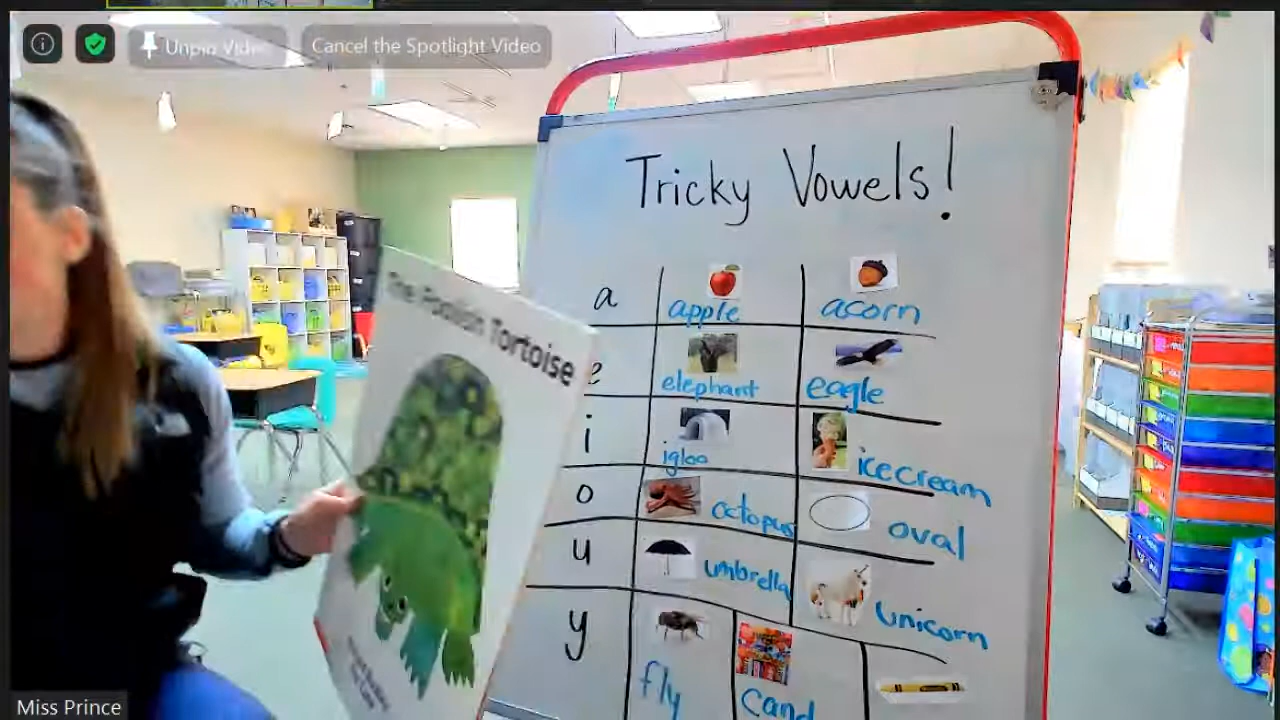 Unpin Video
Cancel the Spotlight Video
Tricky Vowels!
The Foolish Tortoise
a apple acorn
e elephant eagle
i igloo icecream
o octopus oval
u umbrella unicorn
y fly cand
Miss Prince